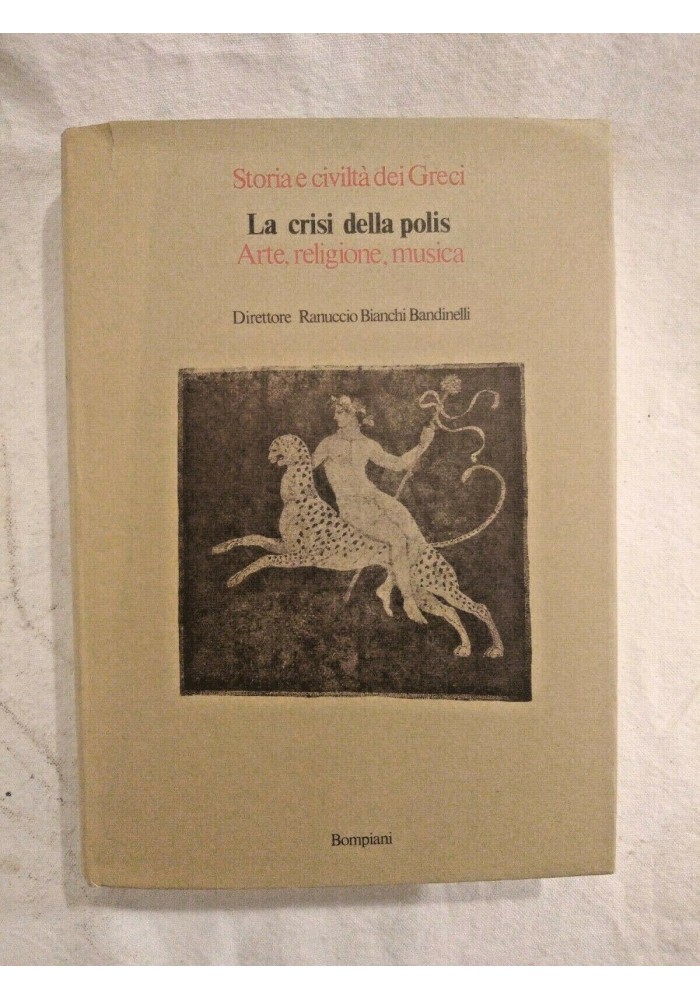 Storia e civiltà dei Greci
La crisi della polis
Arte, religione, musica
Direttore Ranuccio Bianchi Bandinelli
Bompiani